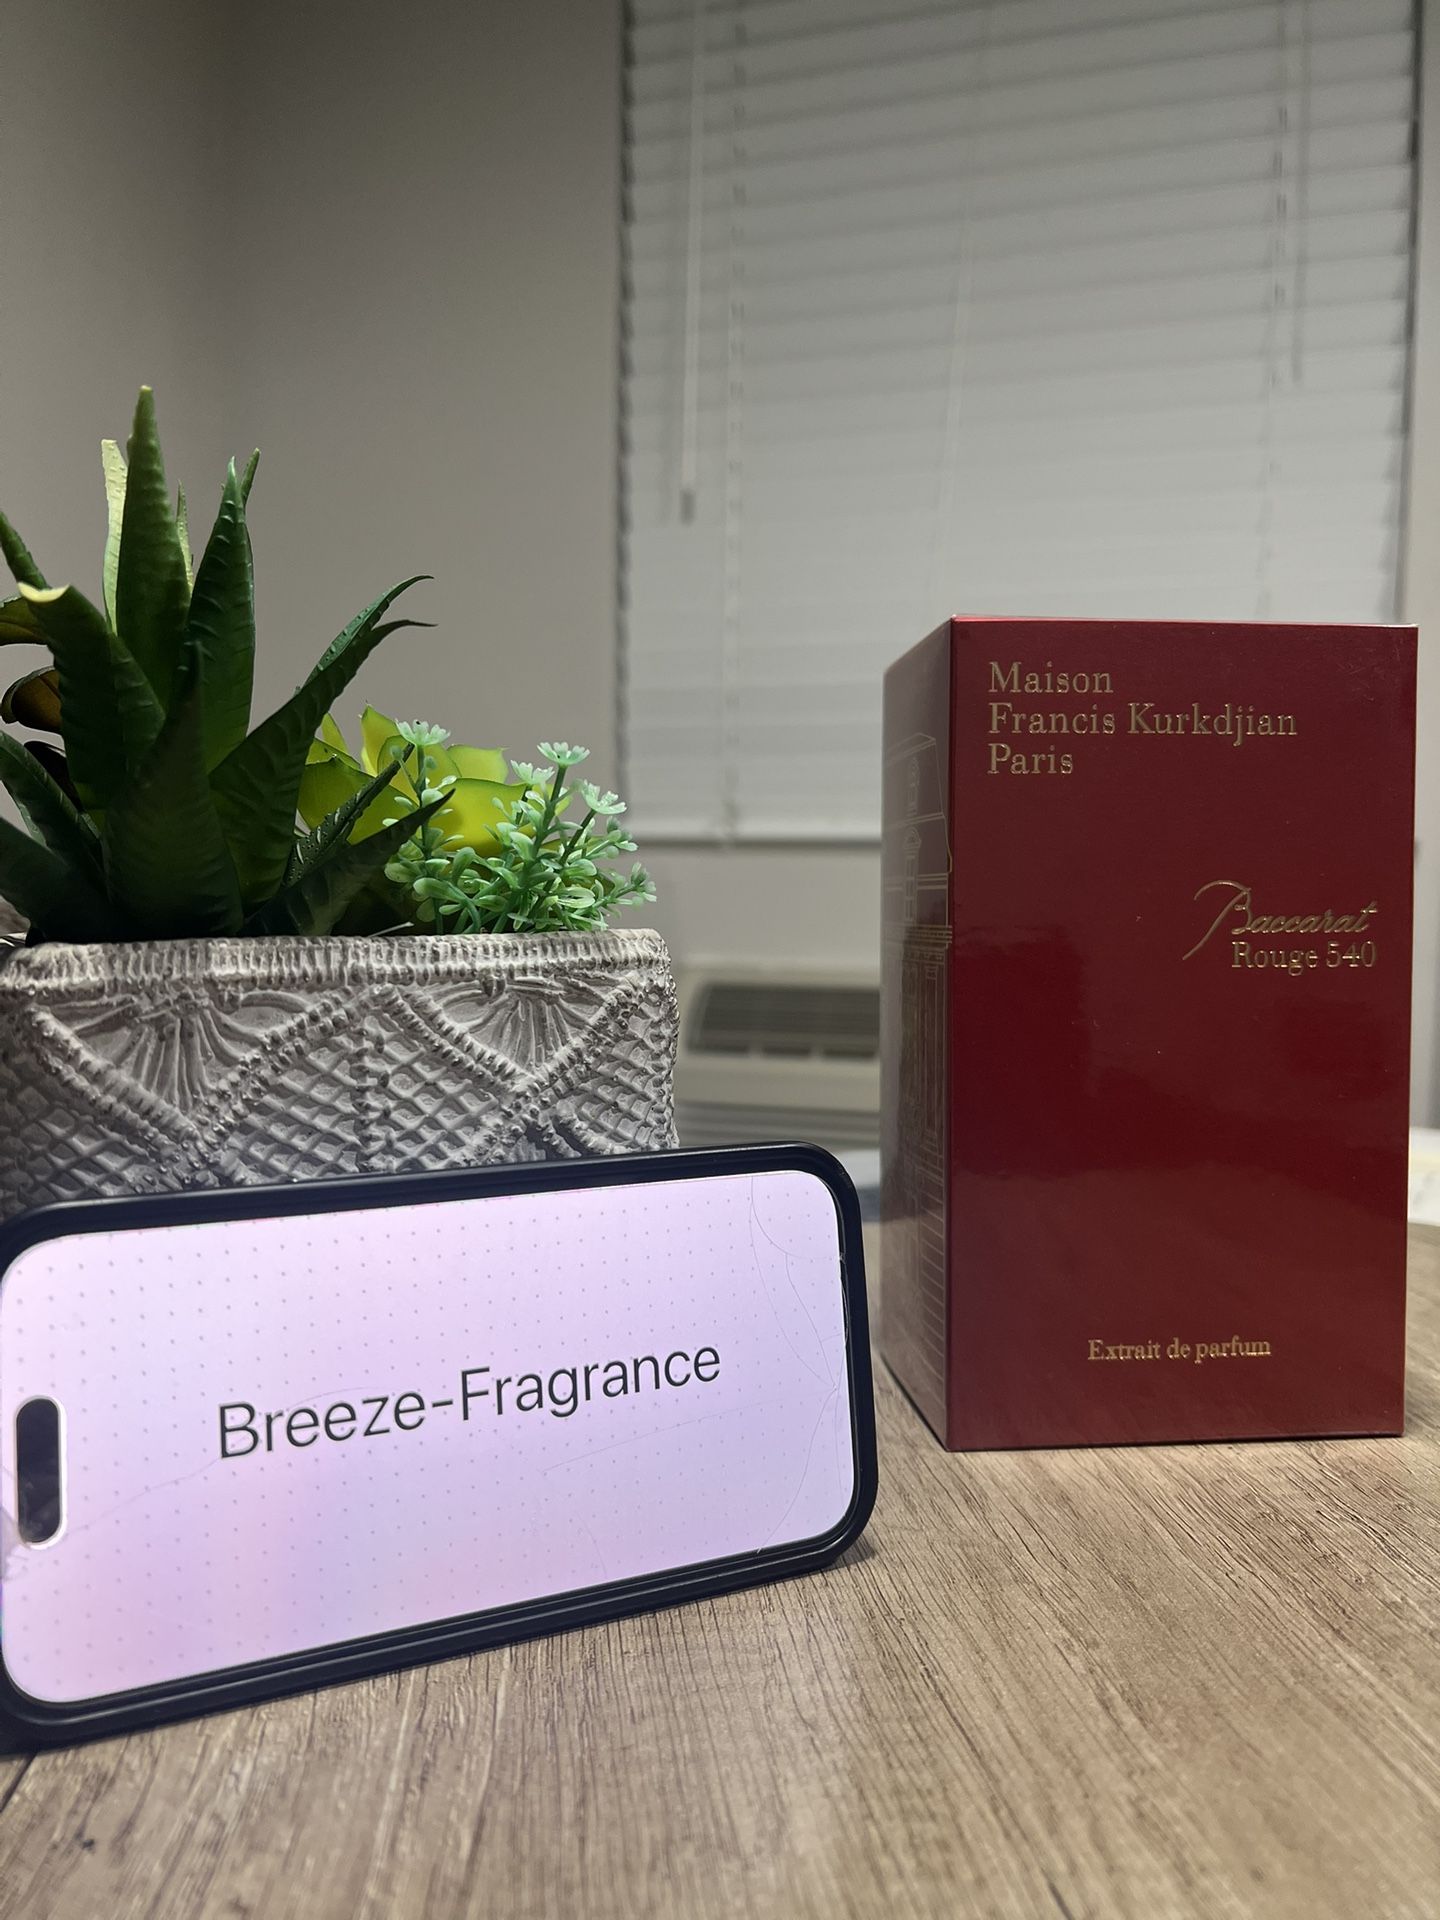 Maison
Francis Kurkdjian
Paris
Baccarat
Rouge 540
Extrait de parfum
Breeze-Fragrance